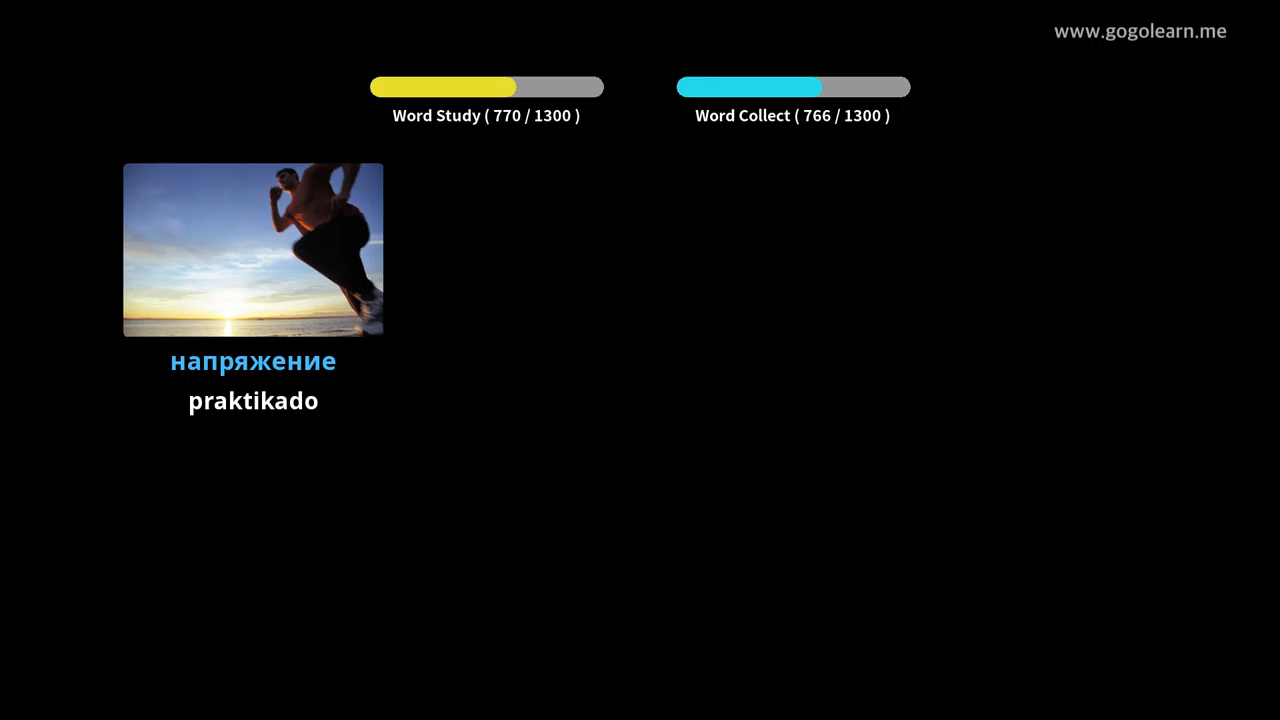 www.gogolearn.me
Word Study ( 770 / 1300 )
Word Collect ( 766 / 1300 )
напряжение
praktikado